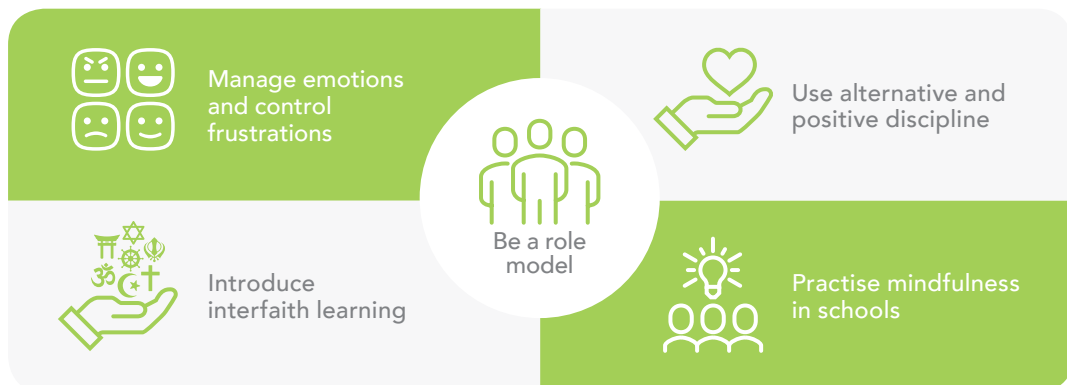 Manage emotions
and control
frustrations
Use alternative and
positive discipline
Be a role
model
Introduce
interfaith learning
Practise mindfulness
in schools